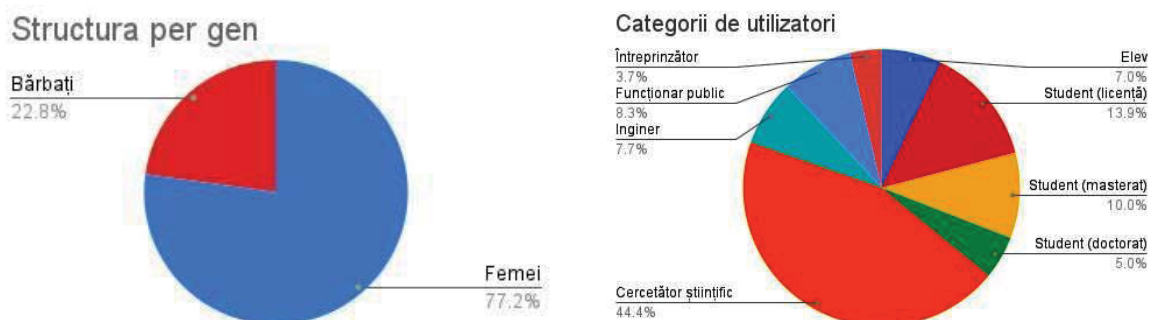 Structura per gen
Bărbați
22.8%
Femei
77.2%
Categorii de utilizatori
Întreprinzător
3.7%
Funcționar public
8.3%
Inginer
7.7%
Cercetător științific
44.4%
Elev
7.0%
Student (licență)
13.9%
Student (masterat)
10.0%
Student (doctorat)
5.0%